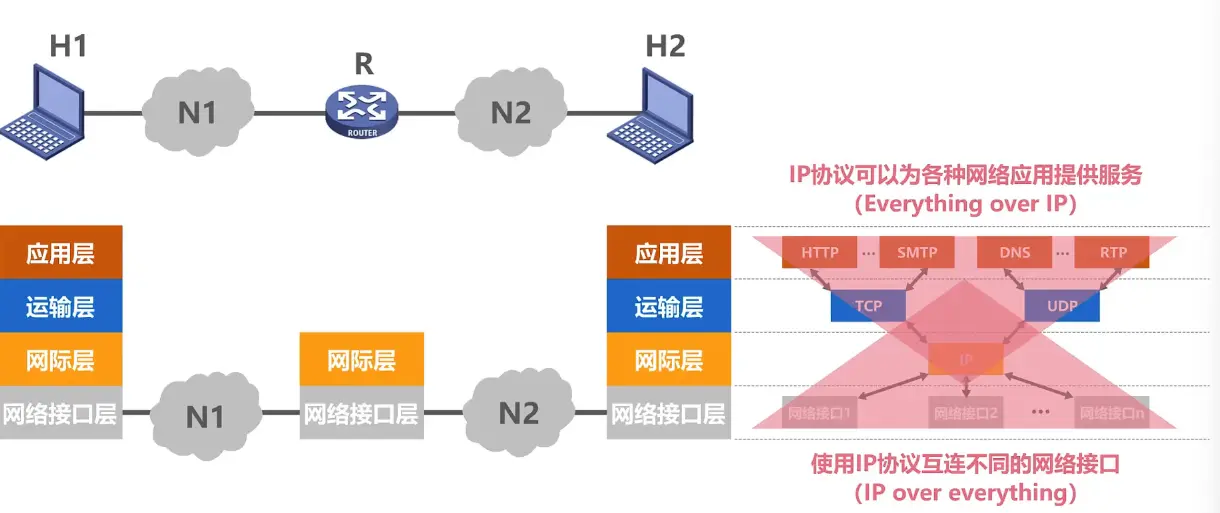 H1
R
H2
N1
N2
ROUTER
IP协议可以为各种网络应用提供服务
（Everything over IP）
应用层
应用层
HTTP
…
SMTP
DNS
…
RTP
运输层
运输层
TCP
UDP
网际层
网际层
网际层
IP
网络接口层
N1
网络接口层
N2
网络接口层
网络接口1
网络接口2
…
网络接口n
使用IP协议互连不同的网络接口
（IP over everything）